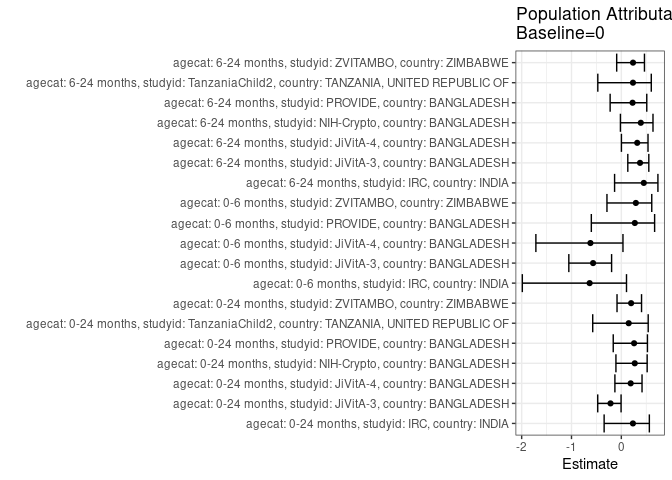 Population Attributa
Baseline=0
agecat: 6-24 months, studyid: ZVITAMBO, country: ZIMBABWE
agecat: 6-24 months, studyid: TanzaniaChild2, country: TANZANIA, UNITED REPUBLIC OF
agecat: 6-24 months, studyid: PROVIDE, country: BANGLADESH
agecat: 6-24 months, studyid: NIH-Crypto, country: BANGLADESH
agecat: 6-24 months, studyid: JiVitA-4, country: BANGLADESH
agecat: 6-24 months, studyid: JiVitA-3, country: BANGLADESH
agecat: 6-24 months, studyid: IRC, country: INDIA
agecat: 0-6 months, studyid: ZVITAMBO, country: ZIMBABWE
agecat: 0-6 months, studyid: PROVIDE, country: BANGLADESH
agecat: 0-6 months, studyid: JiVitA-4, country: BANGLADESH
agecat: 0-6 months, studyid: JiVitA-3, country: BANGLADESH
agecat: 0-6 months, studyid: IRC, country: INDIA
agecat: 0-24 months, studyid: ZVITAMBO, country: ZIMBABWE
agecat: 0-24 months, studyid: TanzaniaChild2, country: TANZANIA, UNITED REPUBLIC OF
agecat: 0-24 months, studyid: PROVIDE, country: BANGLADESH
agecat: 0-24 months, studyid: NIH-Crypto, country: BANGLADESH
agecat: 0-24 months, studyid: JiVitA-4, country: BANGLADESH
agecat: 0-24 months, studyid: JiVitA-3, country: BANGLADESH
agecat: 0-24 months, studyid: IRC, country: INDIA
-2 -1 0
Estimate